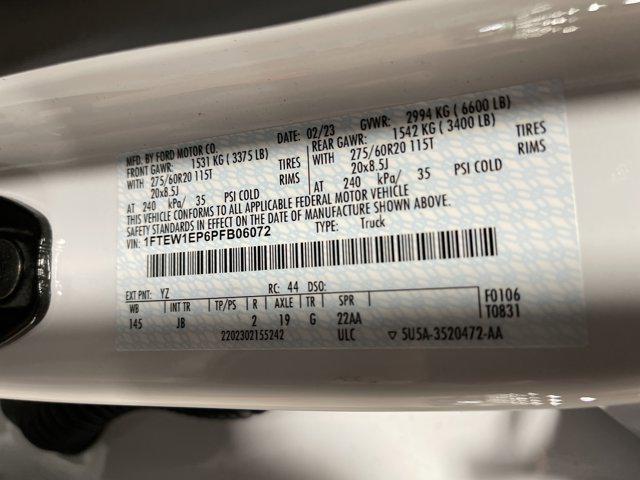 MFD. BY FORD MOTOR CO.
DATE: 02/23 GVWR: 2994 KG ( 6600 LB)
FRONT GAWR: 1531 KG ( 3375 LB)
REAR GAWR: 1542 KG ( 3400 LB)
WITH 275/60R20 115T TIRES
WITH 275/60R20 115T TIRES
20x8.5J RIMS
20x8.5J RIMS
AT 240 kPa/ 35 PSI COLD
AT 240 kPa/ 35 PSI COLD
THIS VEHICLE CONFORMS TO ALL APPLICABLE FEDERAL MOTOR VEHICLE
SAFETY STANDARDS IN EFFECT ON THE DATE OF MANUFACTURE SHOWN ABOVE.
VIN: 1FTEW1EP6PFB06072 TYPE: Truck
EXT PNT: YZ RC: 44 DSO:
WB INT TR TP/PS R AXLE TR SPR F0106
145 JB 2 19 G 22AA T0831
2202302155242 ULC ▽ 5U5A-3520472-AA